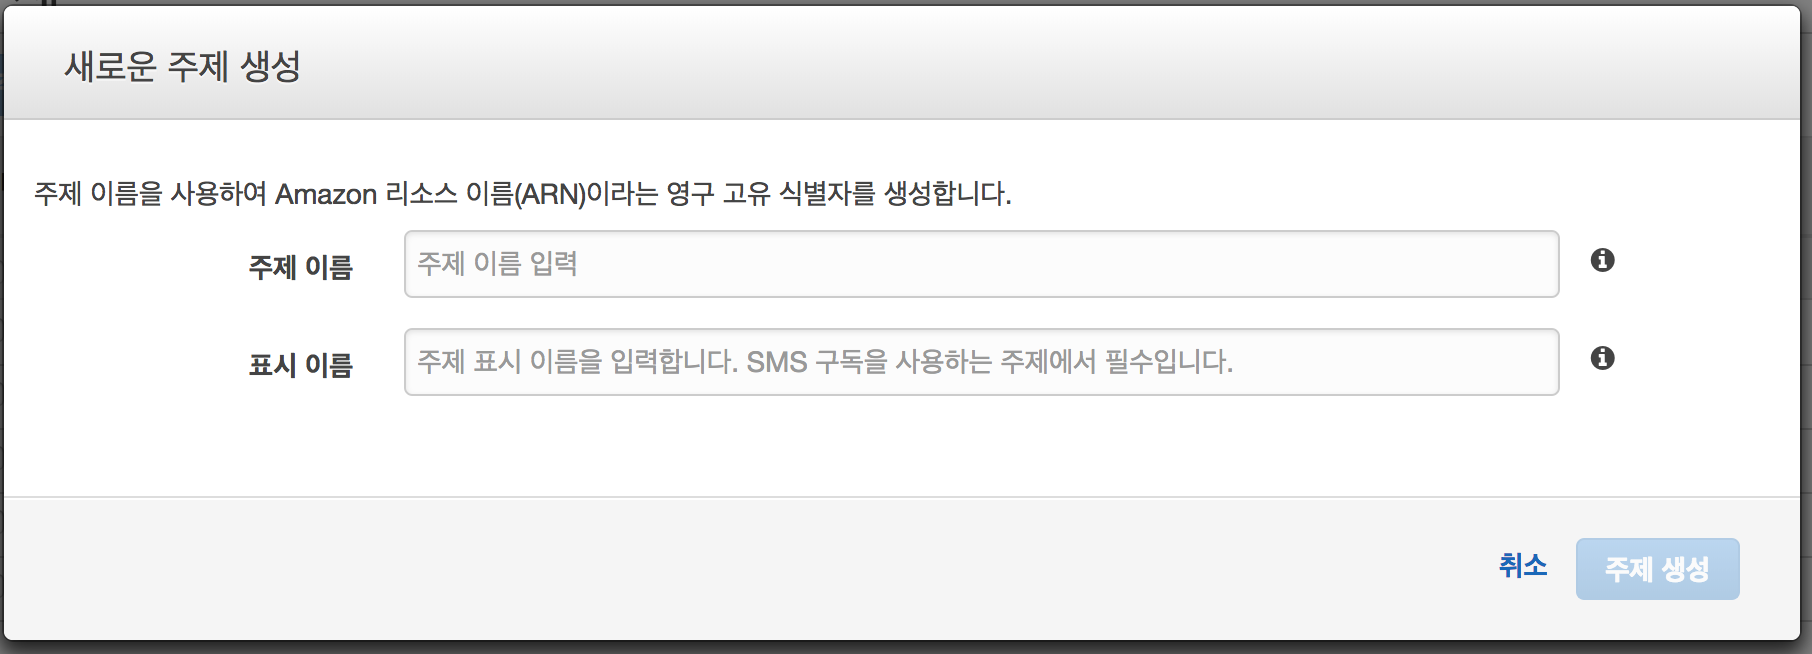 새로운 주제 생성
주제 이름을 사용하여 Amazon 리소스 이름(ARN)이라는 영구 고유 식별자를 생성합니다.
주제 이름
주제 이름 입력
표시 이름
주제 표시 이름을 입력합니다. SMS 구독을 사용하는 주제에서 필수입니다.
취소
주제 생성